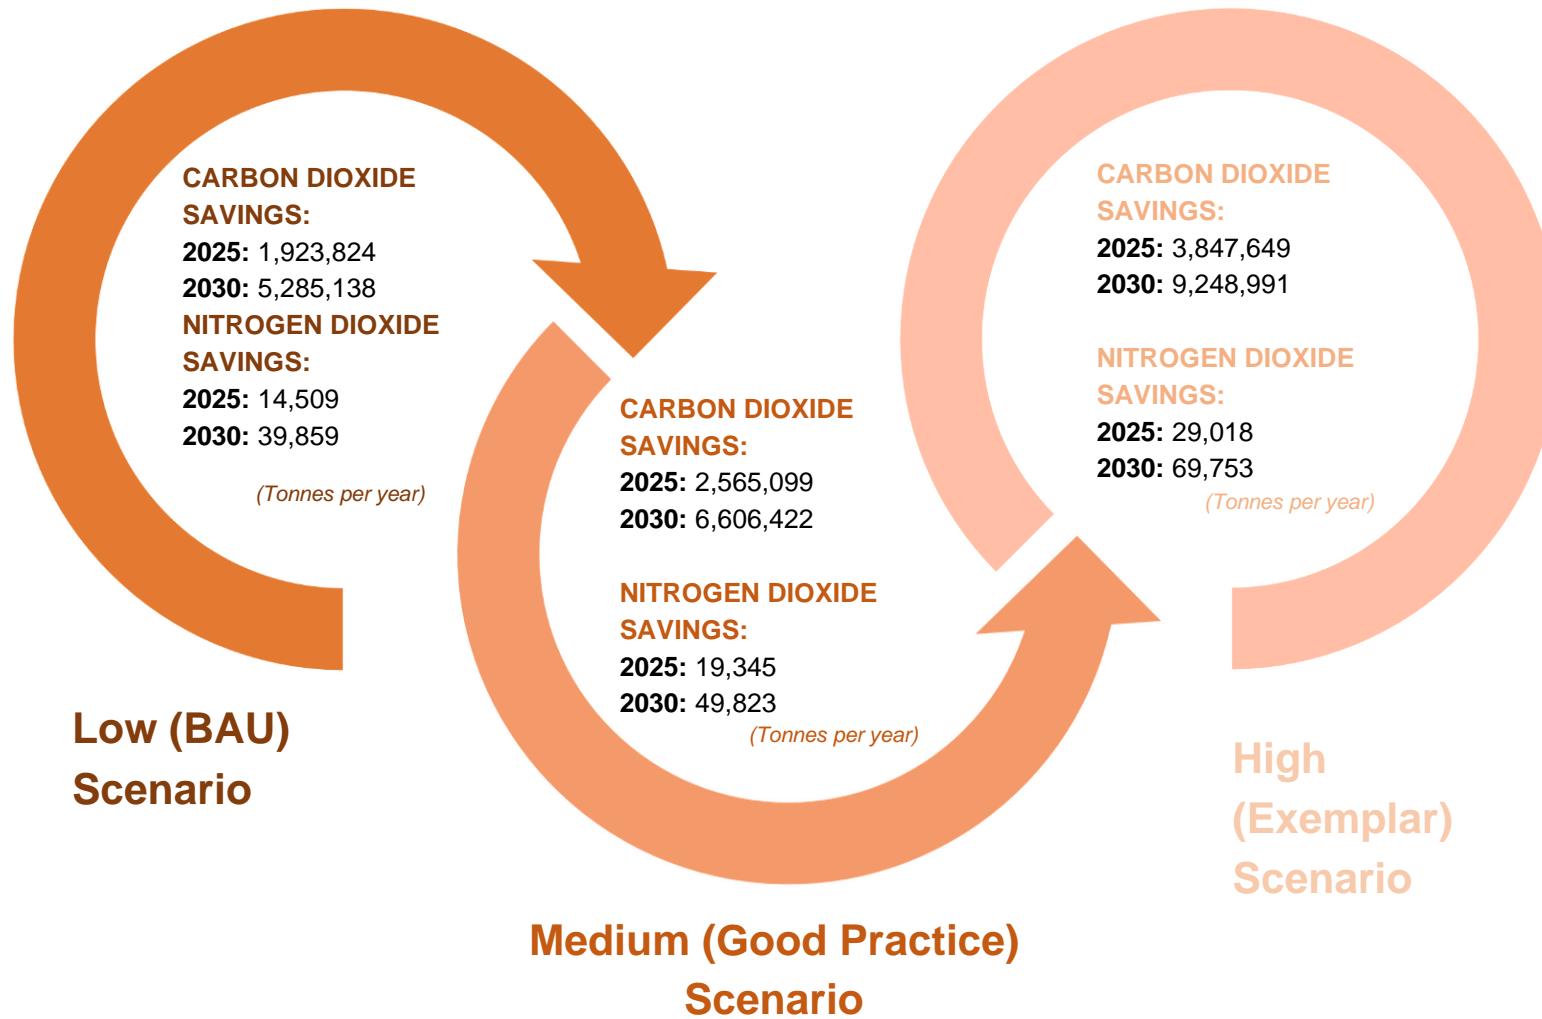 CARBON DIOXIDE
SAVINGS:
2025: 1,923,824
2030: 5,285,138
NITROGEN DIOXIDE
SAVINGS:
2025: 14,509
2030: 39,859
(Tonnes per year)
Low (BAU)
Scenario
CARBON DIOXIDE
SAVINGS:
2025: 2,565,099
2030: 6,606,422
NITROGEN DIOXIDE
SAVINGS:
2025: 19,345
2030: 49,823
(Tonnes per year)
Medium (Good Practice)
Scenario
CARBON DIOXIDE
SAVINGS:
2025: 3,847,649
2030: 9,248,991
NITROGEN DIOXIDE
SAVINGS:
2025: 29,018
2030: 69,753
(Tonnes per year)
High
(Exemplar)
Scenario